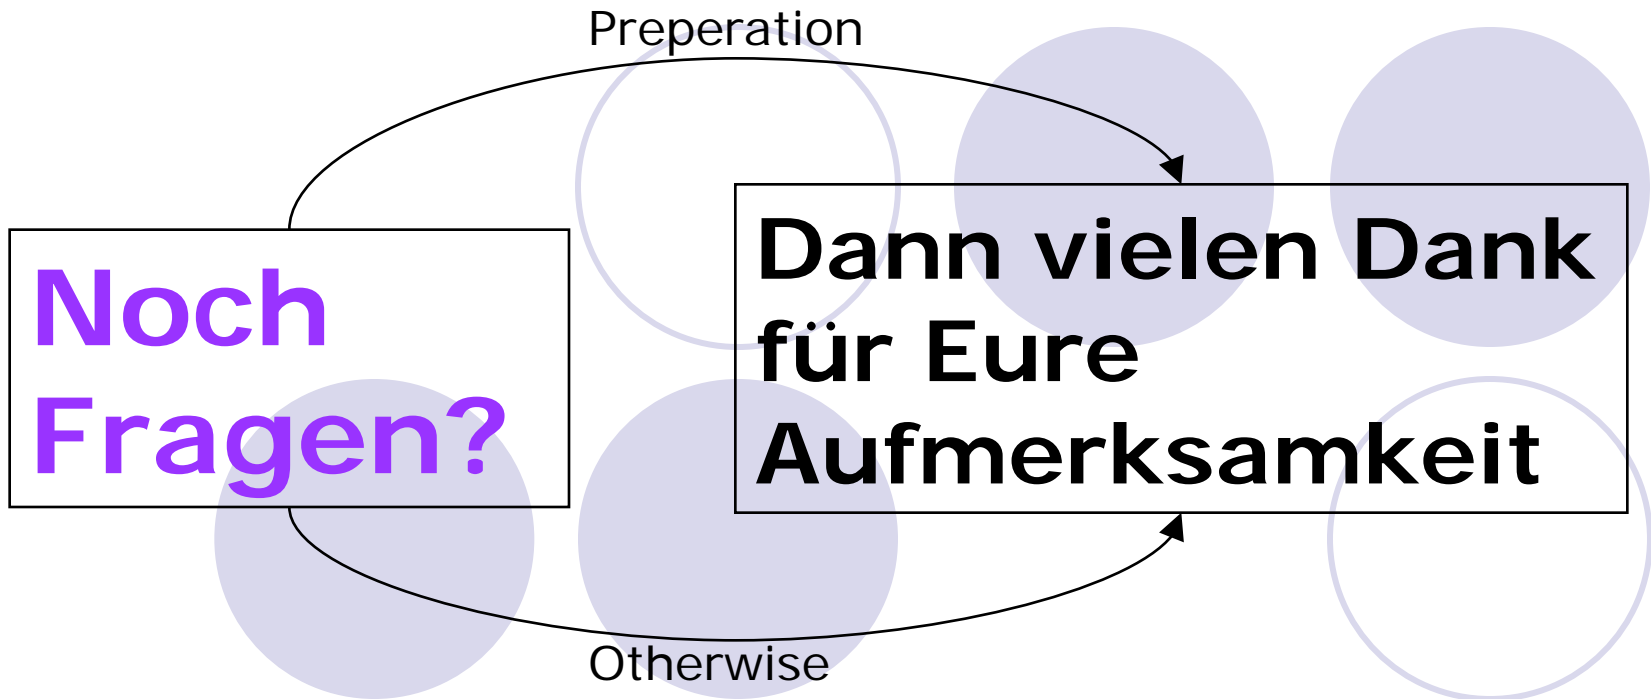 Preperation
Noch
Fragen?
Dann vielen Dank
für Eure
Aufmerksamkeit
Otherwise